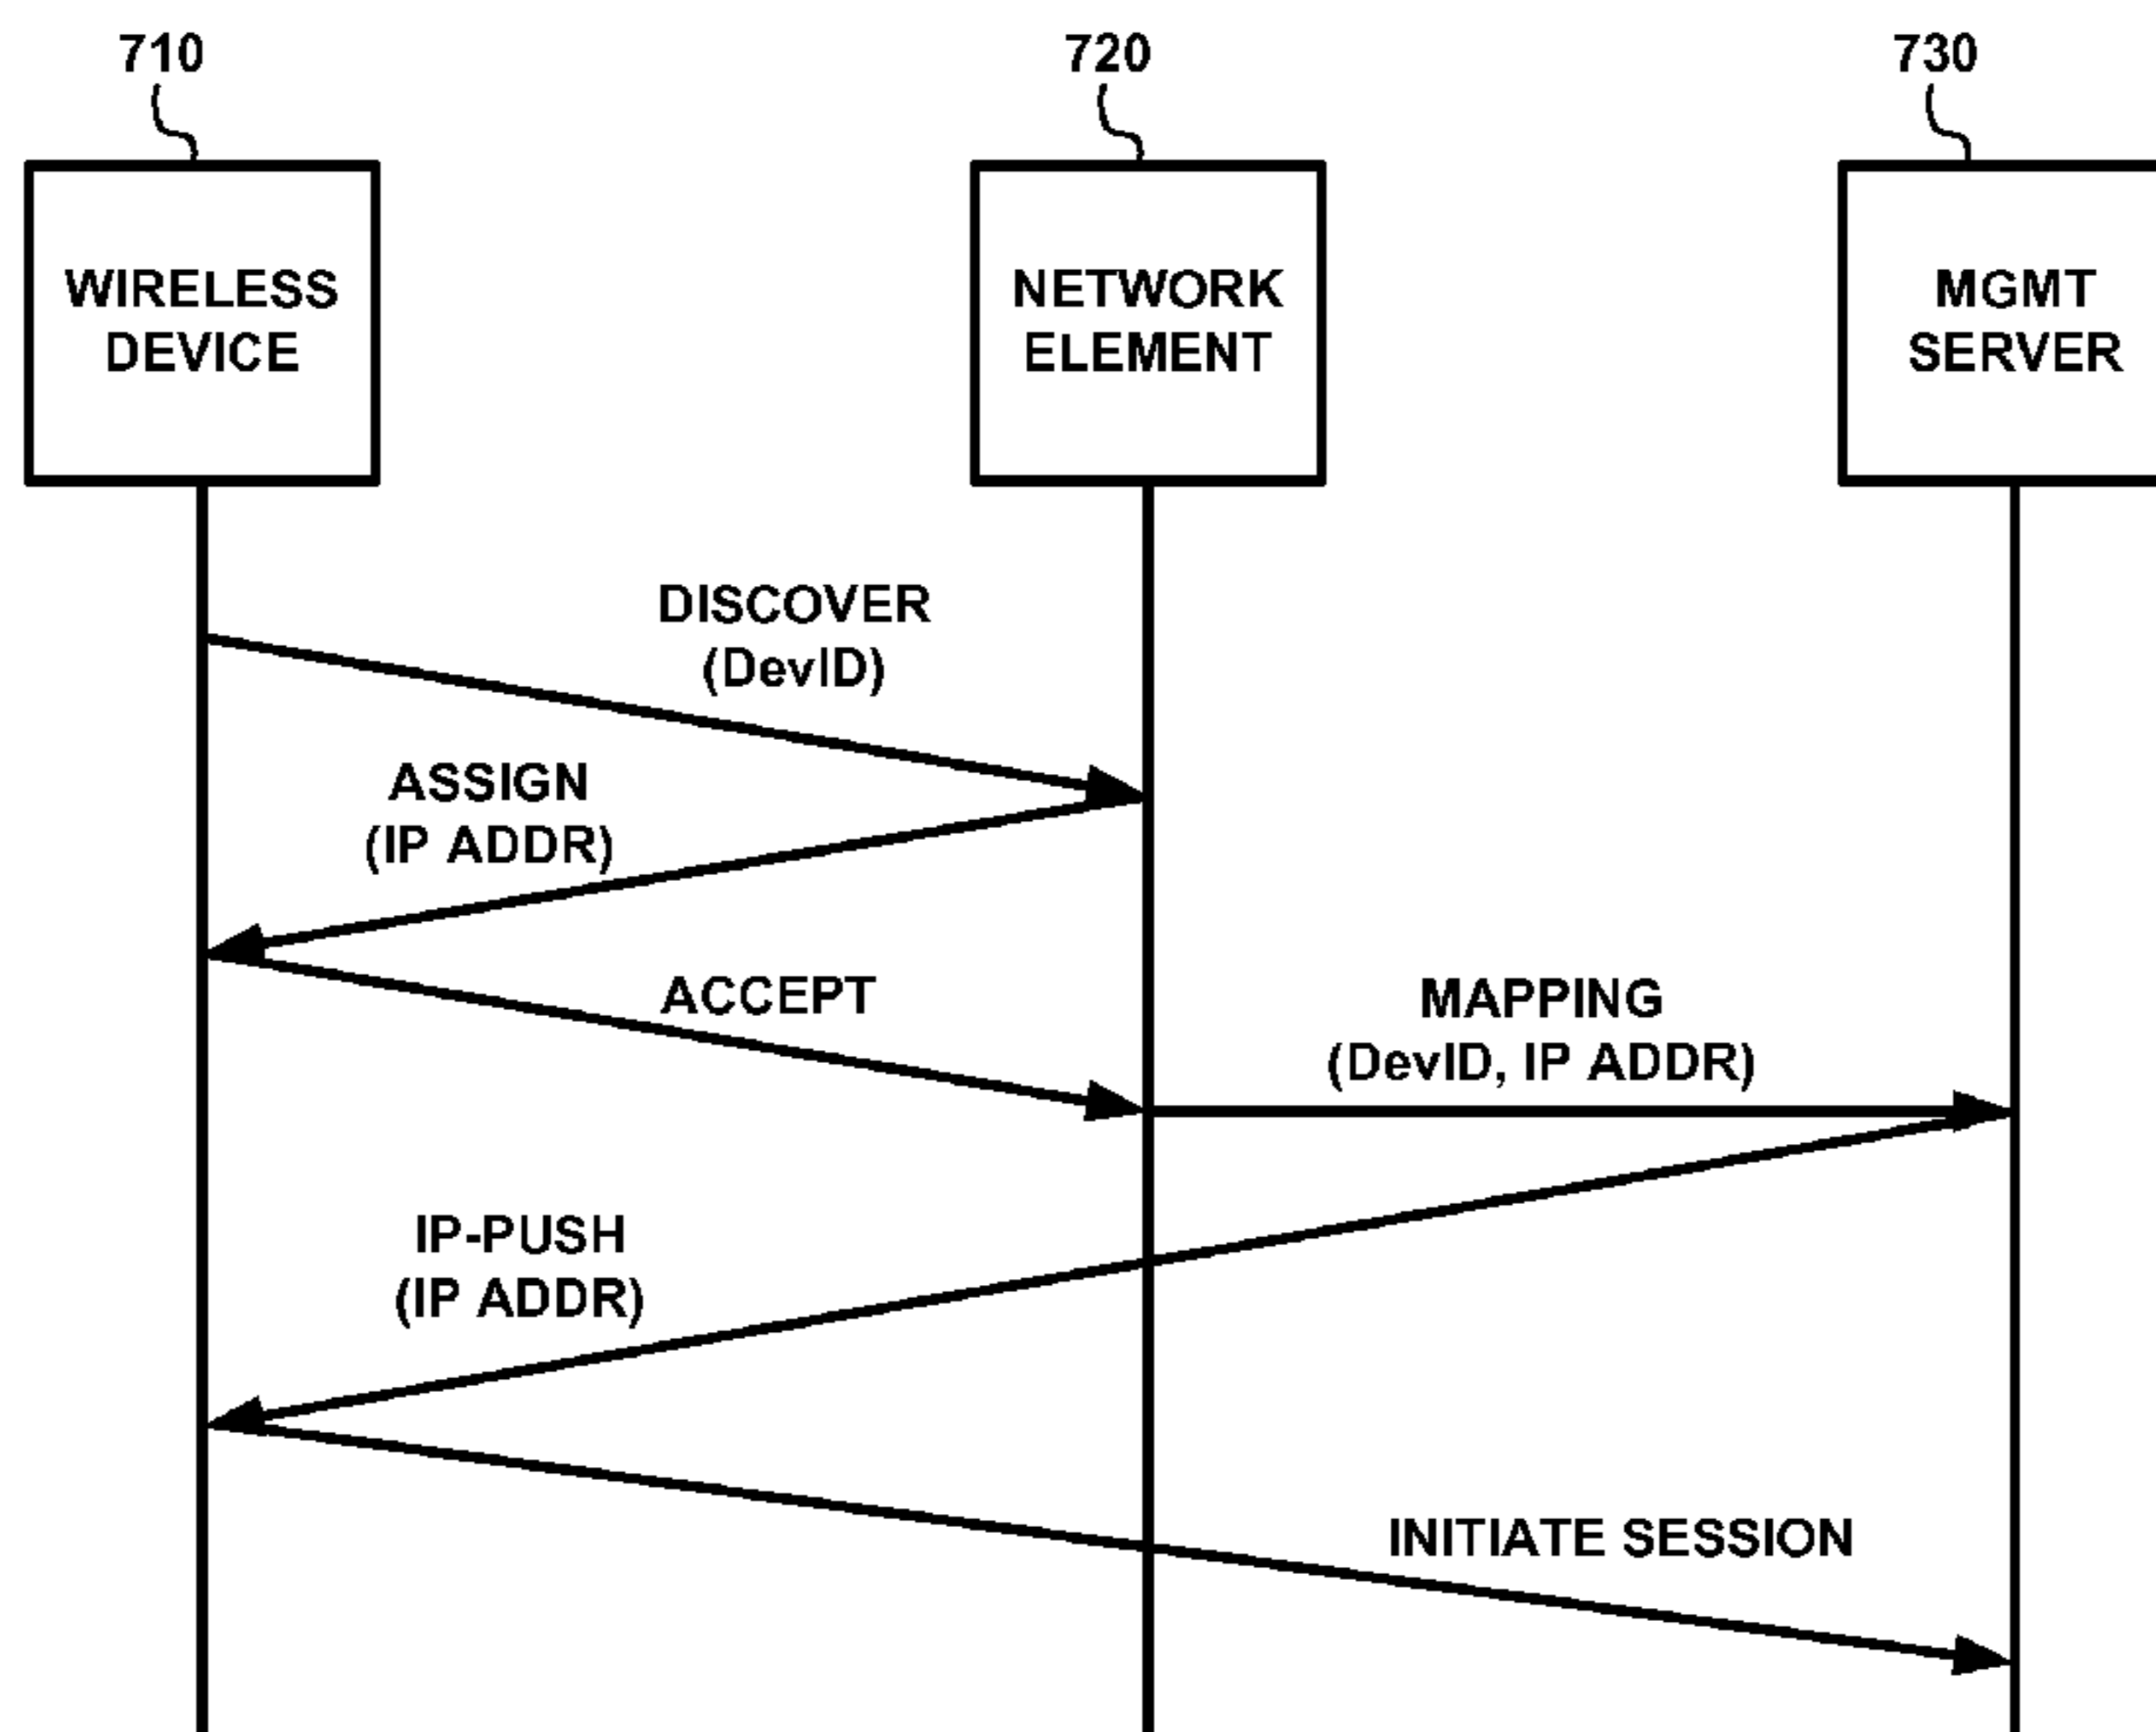 710
720
730
WIRELESS
DEVICE
NETWORK
ELEMENT
MGMT
SERVER
DISCOVER
(DevID)
ASSIGN
(IP ADDR)
ACCEPT
MAPPING
(DevID, IP ADDR)
IP-PUSH
(IP ADDR)
INITIATE SESSION